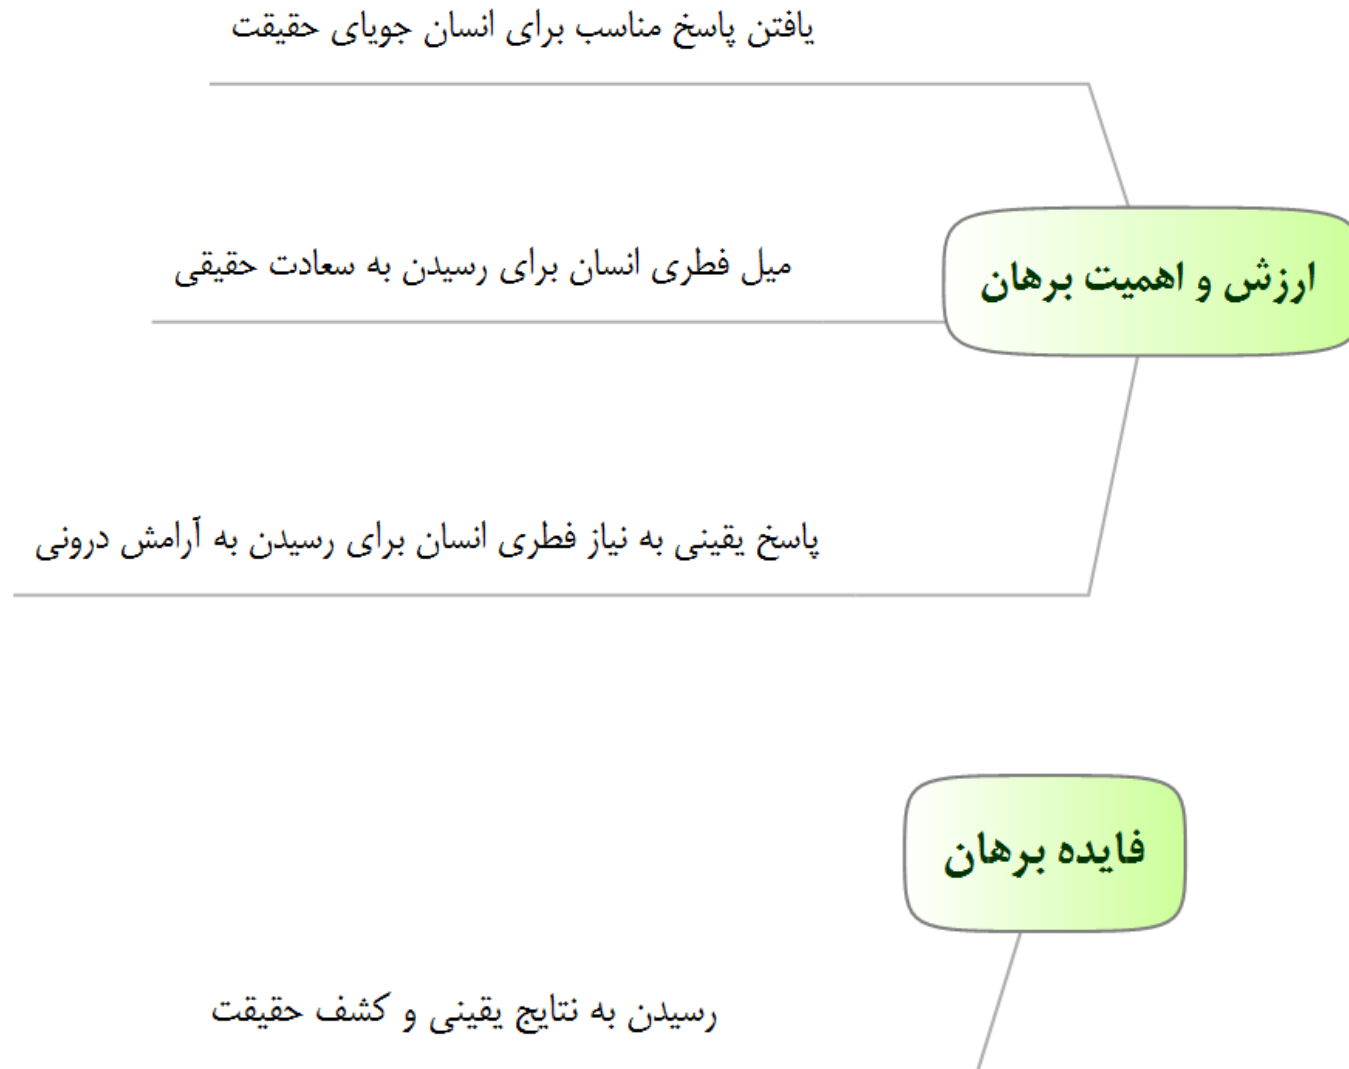 یافتن پاسخ مناسب برای انسان جویای حقیقت
ارزش و اهمیت برهان
میل فطری انسان برای رسیدن به سعادت حقیقی
پاسخ یقینی به نیاز فطری انسان برای رسیدن به آرامش درونی
فایده برهان
رسیدن به نتایج یقینی و کشف حقیقت